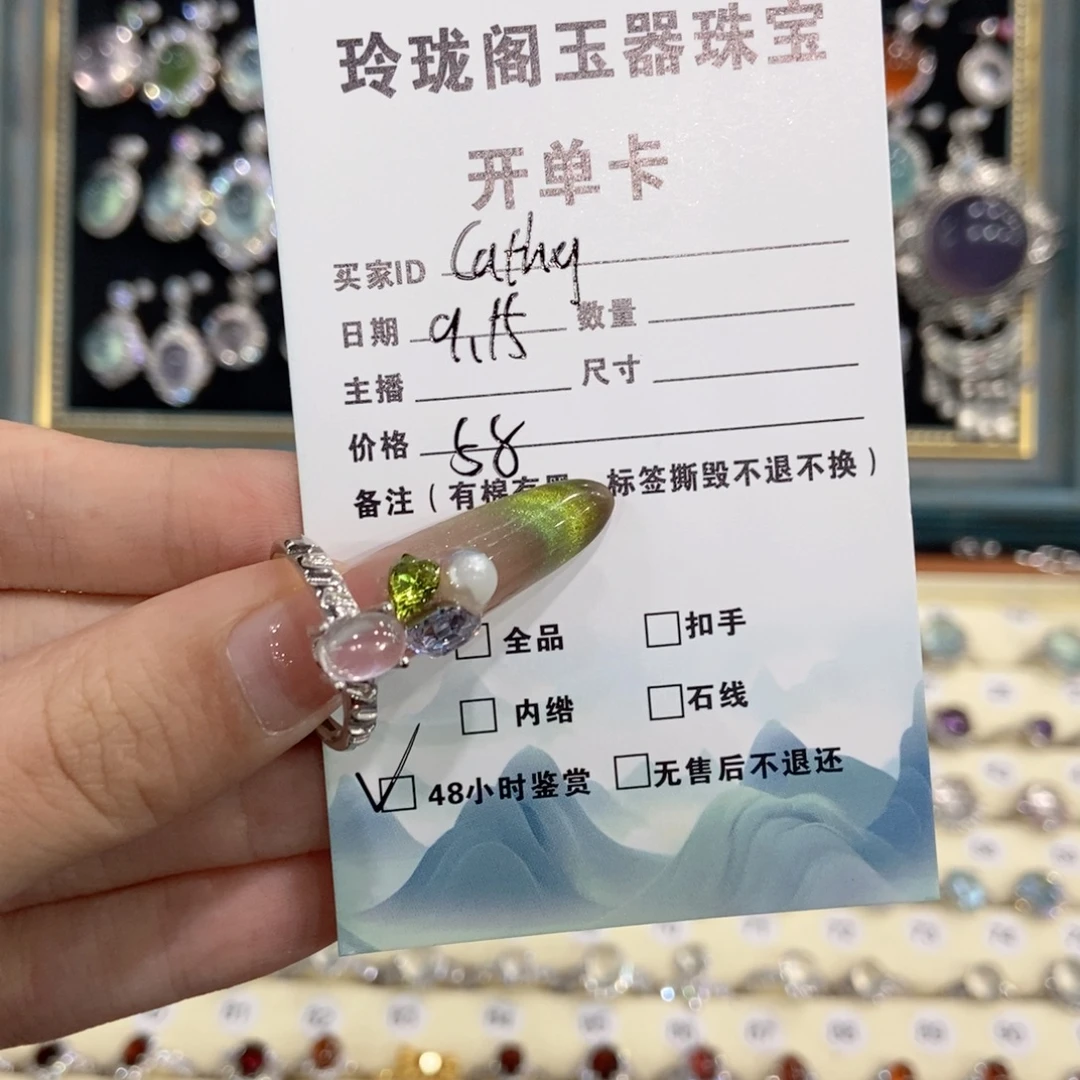 玲珑阁玉器珠宝
开单卡
买家ID Cathy
日期 9.15 数量
主播 尺寸
价格 58
备注（有棉有 标签撕毁不退不换）
全品 扣手
内绺 石线
48小时鉴赏 无售后不退还